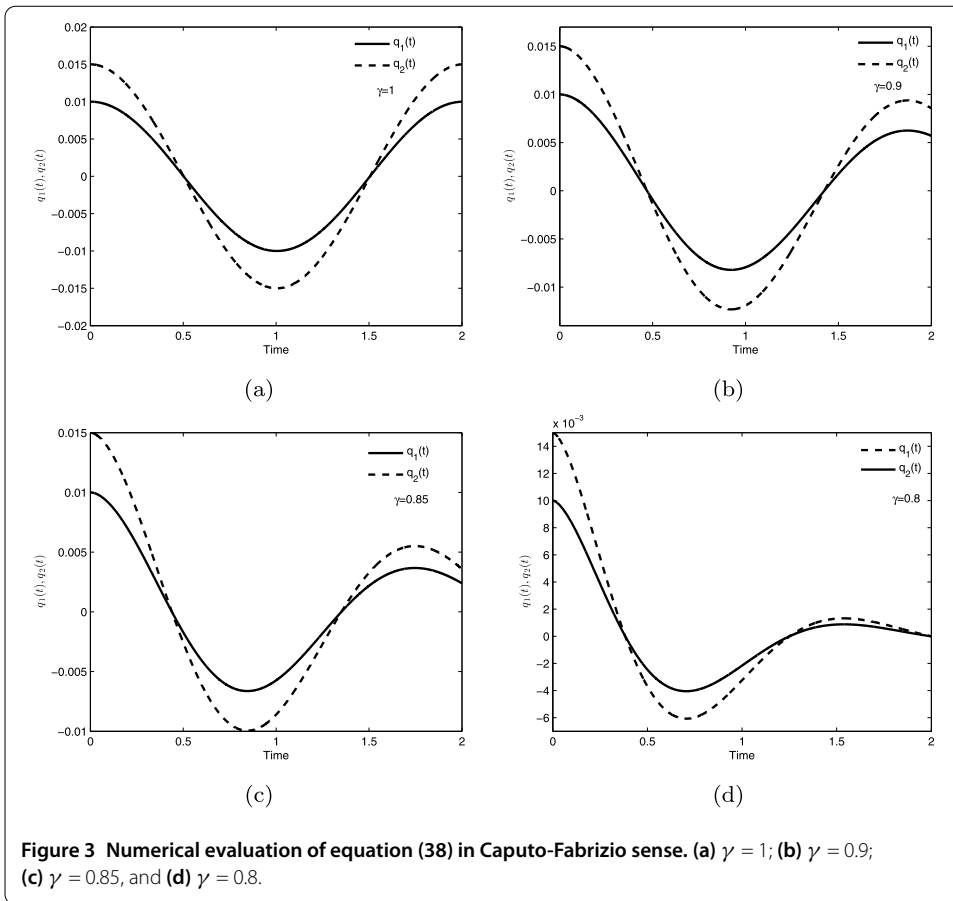 0.02
0.015
0.01
0.005
0
−0.005
−0.01
−0.015
−0.02
q₁(t), q₂(t)
q₁(t)
q₂(t)
γ=1
0 0.5 1 1.5 2
Time
(a)
0.015
0.01
0.005
0
−0.005
−0.01
q₁(t), q₂(t)
q₁(t)
q₂(t)
γ=0.9
0 0.5 1 1.5 2
Time
(b)
0.015
0.01
0.005
0
−0.005
−0.01
q₁(t), q₂(t)
q₁(t)
q₂(t)
γ=0.85
0 0.5 1 1.5 2
Time
(c)
x 10⁻³
14
12
10
8
6
4
2
0
−2
−4
−6
q₁(t), q₂(t)
q₁(t)
q₂(t)
γ=0.8
0 0.5 1 1.5 2
Time
(d)
Figure 3 Numerical evaluation of equation (38) in Caputo-Fabrizio sense. (a) γ = 1; (b) γ = 0.9;
(c) γ = 0.85, and (d) γ = 0.8.